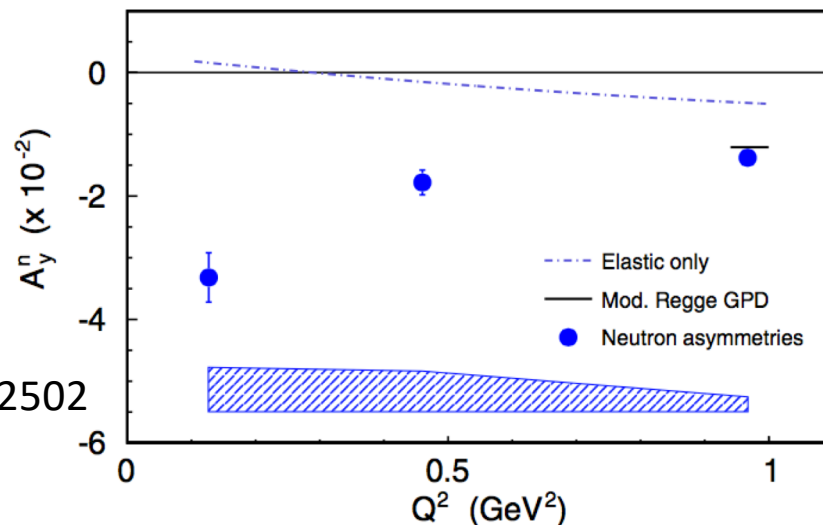 0
-2
-4
-6
A_y^n (x 10^-2)
Elastic only
Mod. Regge GPD
Neutron asymmetries
2502
0
0.5
1
Q^2 (GeV^2)